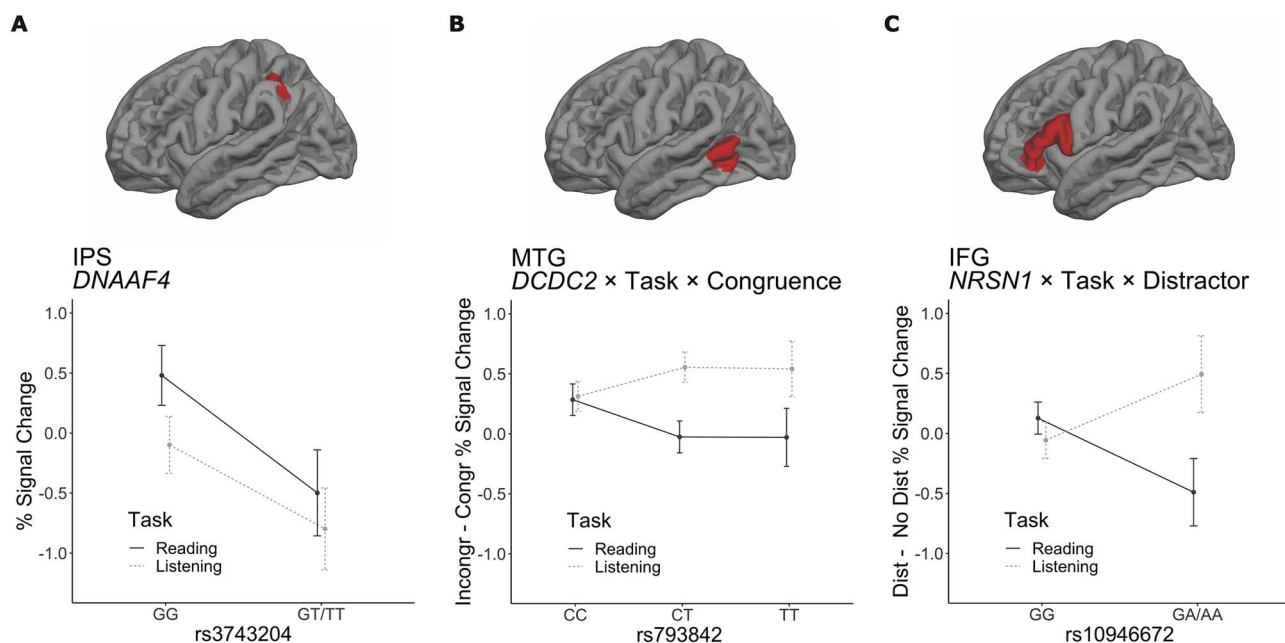 A
IPS
DNAAF4
% Signal Change
1.0
0.5
0.0
-0.5
-1.0
Task
Reading
Listening
GG
GT/TT
rs3743204
B
MTG
DCDC2 × Task × Congruence
Incongr - Congr % Signal Change
1.0
0.5
0.0
-0.5
-1.0
Task
Reading
Listening
CC
CT
TT
rs793842
C
IFG
NRSN1 × Task × Distractor
Dist - No Dist % Signal Change
1.0
0.5
0.0
-0.5
-1.0
Task
Reading
Listening
GG
GA/AA
rs10946672